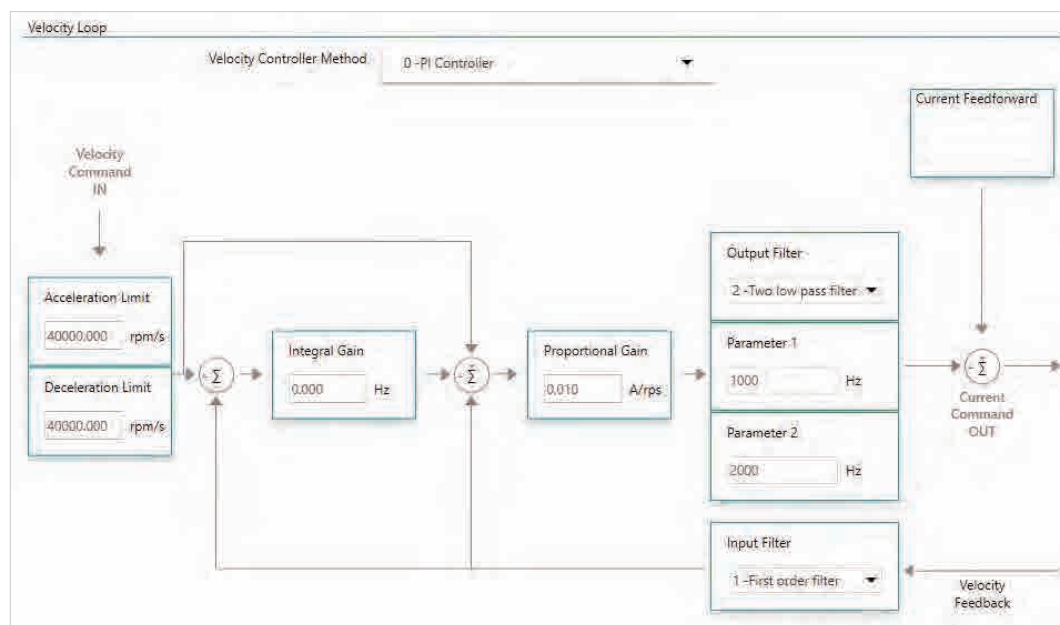 Velocity Loop
Velocity Controller Method
0 -PI Controller
Current Feedforward
Velocity
Command
IN
Acceleration Limit
40000.000 rpm/s
Deceleration Limit
40000.000 rpm/s
Σ
Integral Gain
0.000 Hz
Σ
Proportional Gain
0.010 A/rps
Output Filter
2 -Two low pass filter
Parameter 1
1000 Hz
Parameter 2
2000 Hz
Σ
Current
Command
OUT
Input Filter
1 -First order filter
Velocity
Feedback